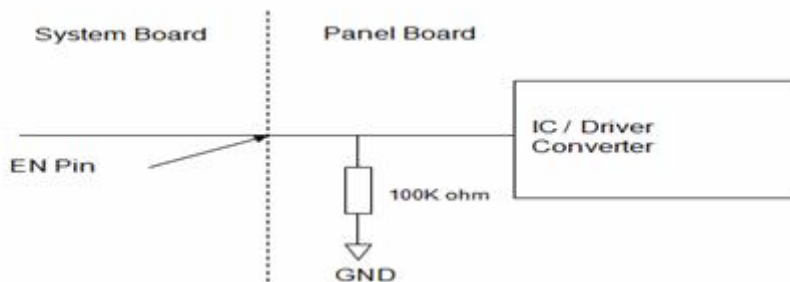 System Board
Panel Board
IC / Driver
Converter
EN Pin
100K ohm
GND